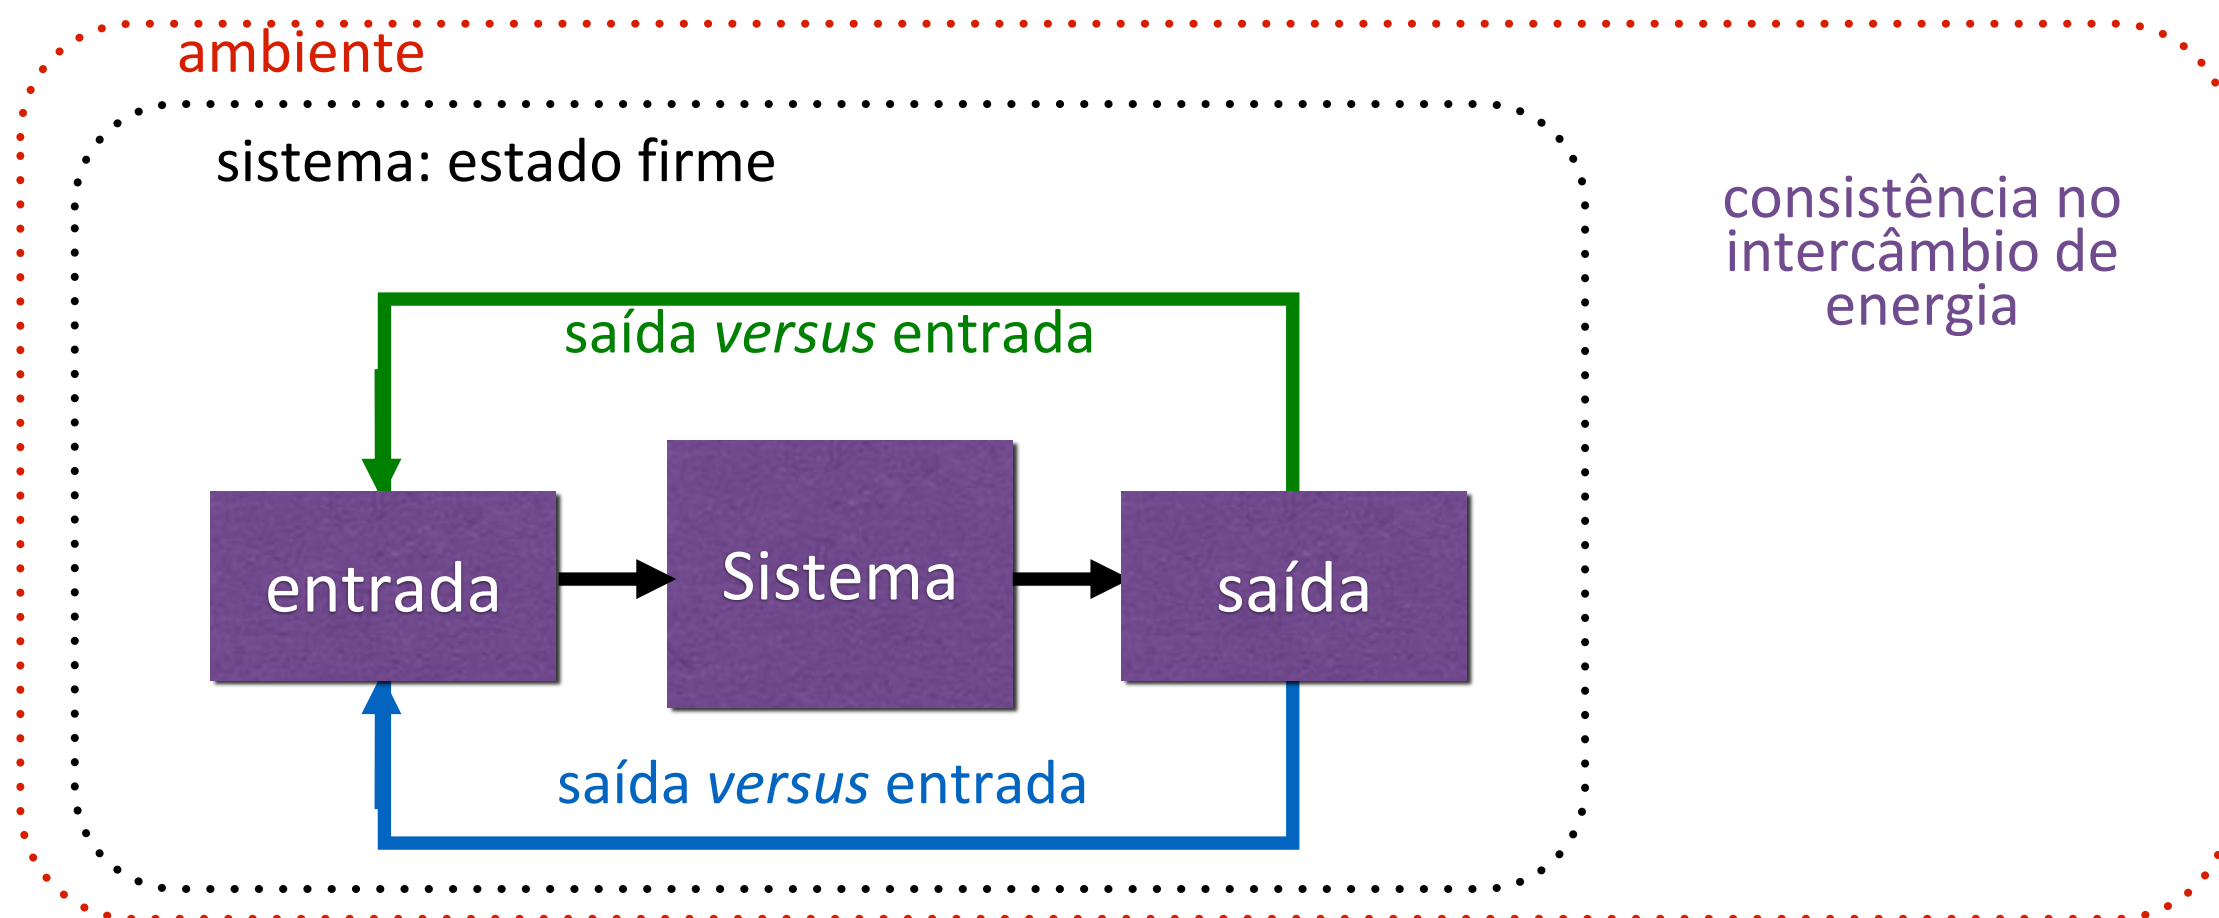 ambiente
sistema: estado firme
consistência no
intercâmbio de
energia
saída versus entrada
entrada
Sistema
saída
saída versus entrada